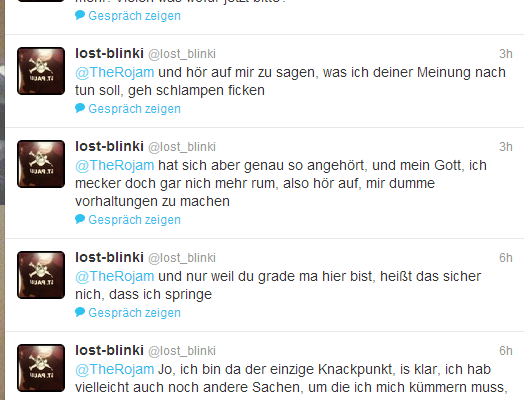 Gespräch zeigen
lost-blinki @lost_blinki 3h
@TheRojam und hör auf mir zu sagen, was ich deiner Meinung nach
tun soll, geh schlampen ficken
Gespräch zeigen
lost-blinki @lost_blinki 3h
@TheRojam hat sich aber genau so angehört, und mein Gott, ich
mecker doch gar nich mehr rum, also hör auf, mir dumme
vorhaltungen zu machen
Gespräch zeigen
lost-blinki @lost_blinki 6h
@TheRojam und nur weil du grade ma hier bist, heißt das sicher
nich, dass ich springe
Gespräch zeigen
lost-blinki @lost_blinki 6h
@TheRojam Jo, ich bin da der einzige Knackpunkt, is klar, ich hab
vielleicht auch noch andere Sachen, um die ich mich kümmern muss,